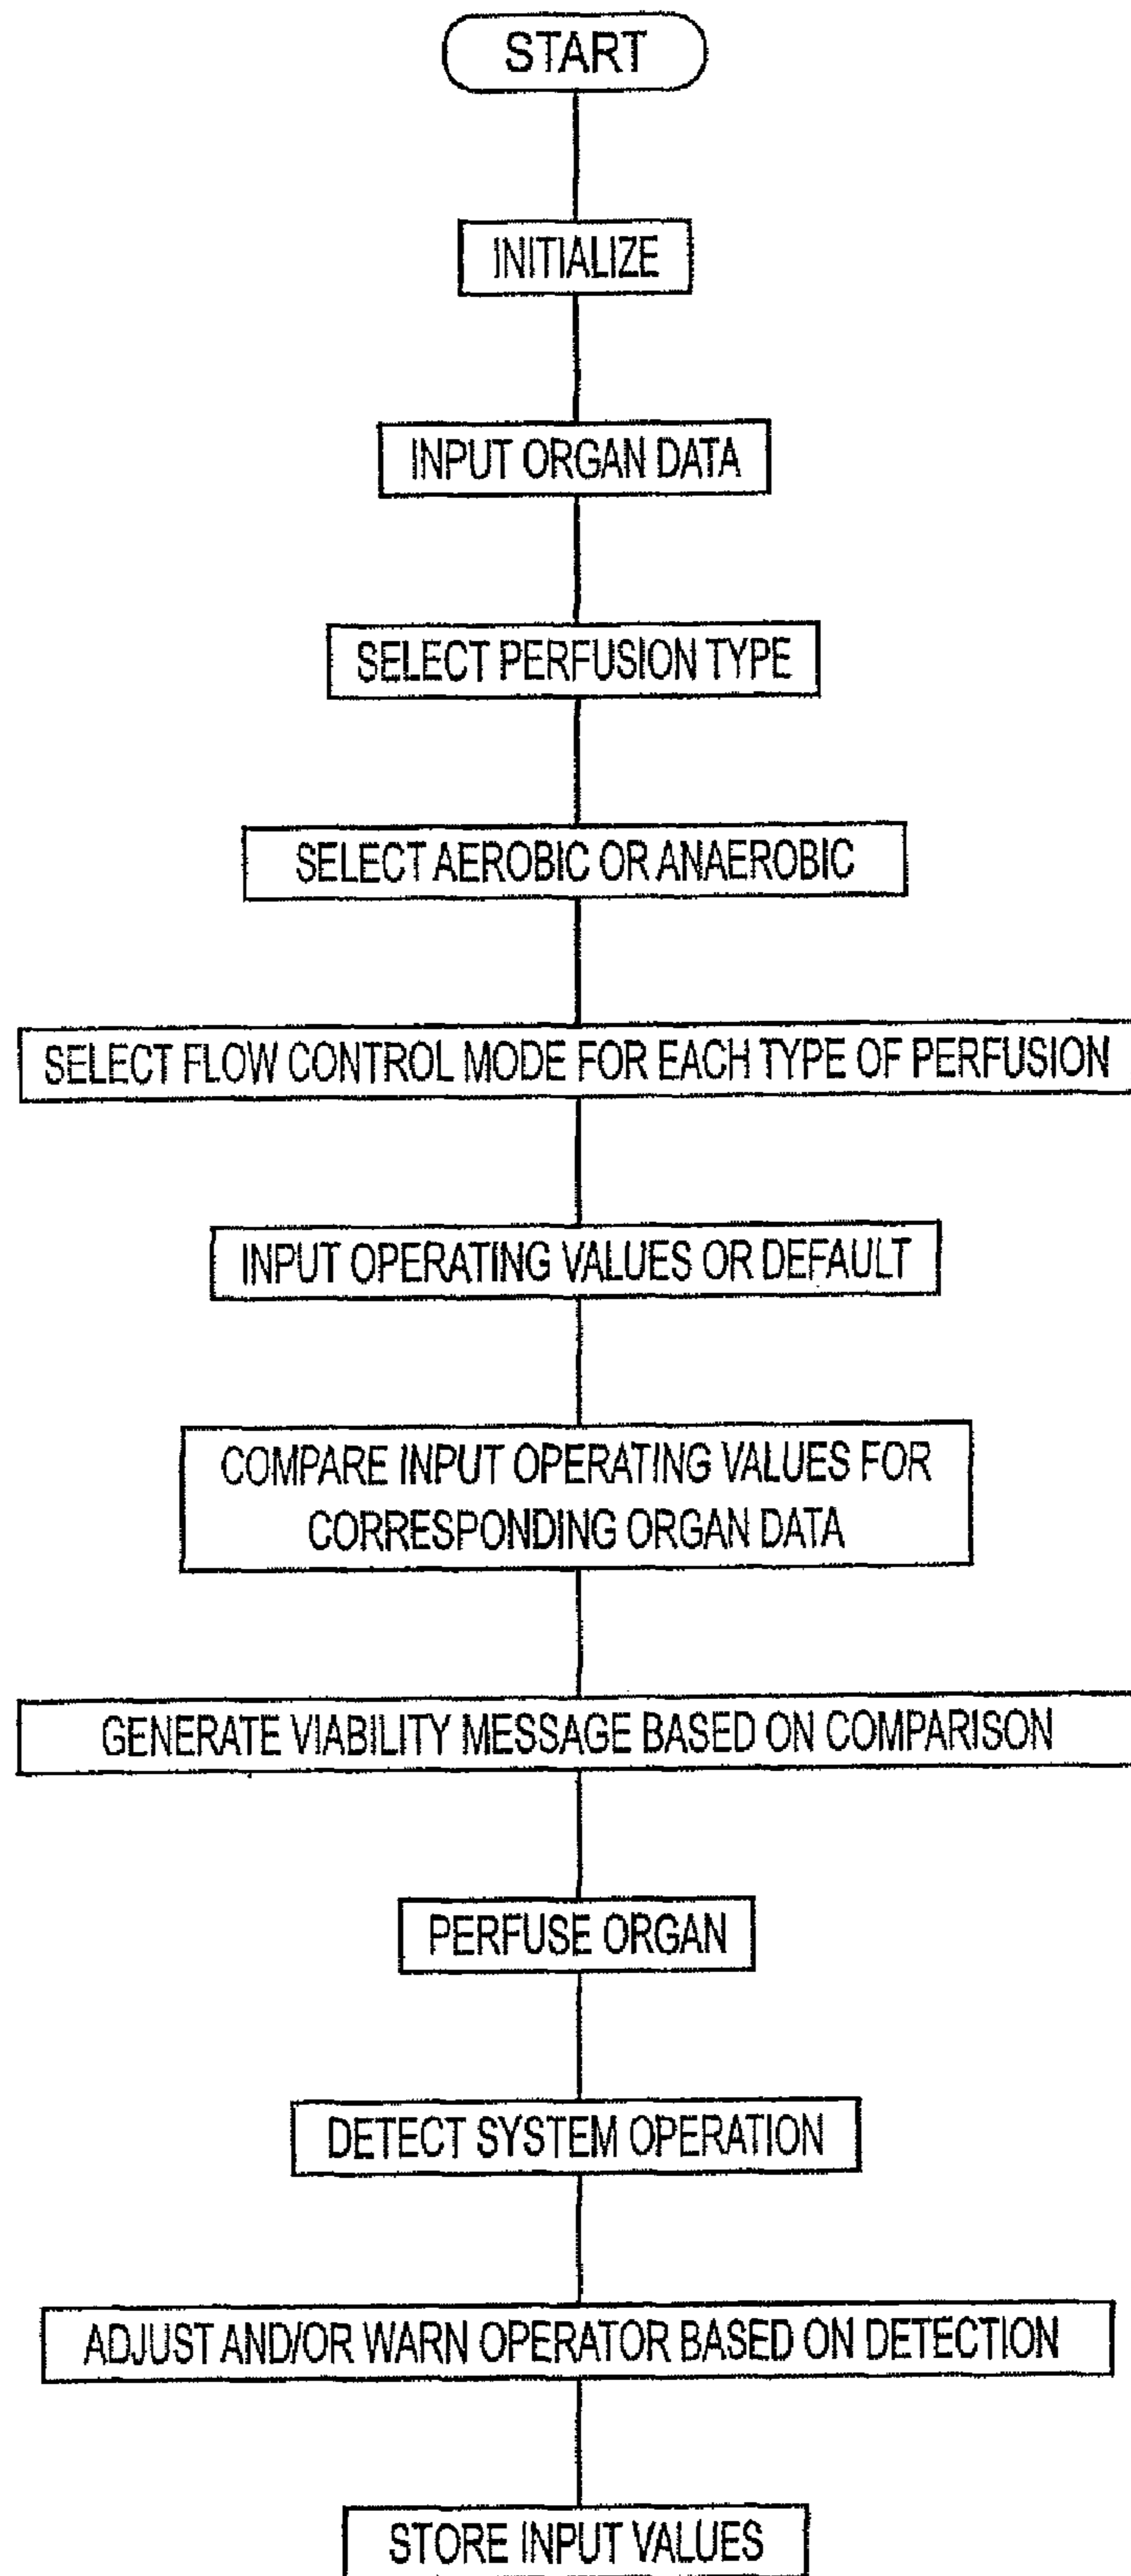 START
INITIALIZE
INPUT ORGAN DATA
SELECT PERFUSION TYPE
SELECT AEROBIC OR ANAEROBIC
SELECT FLOW CONTROL MODE FOR EACH TYPE OF PERFUSION
INPUT OPERATING VALUES OR DEFAULT
COMPARE INPUT OPERATING VALUES FOR
CORRESPONDING ORGAN DATA
GENERATE VIABILITY MESSAGE BASED ON COMPARISON
PERFUSE ORGAN
DETECT SYSTEM OPERATION
ADJUST AND/OR WARN OPERATOR BASED ON DETECTION
STORE INPUT VALUES